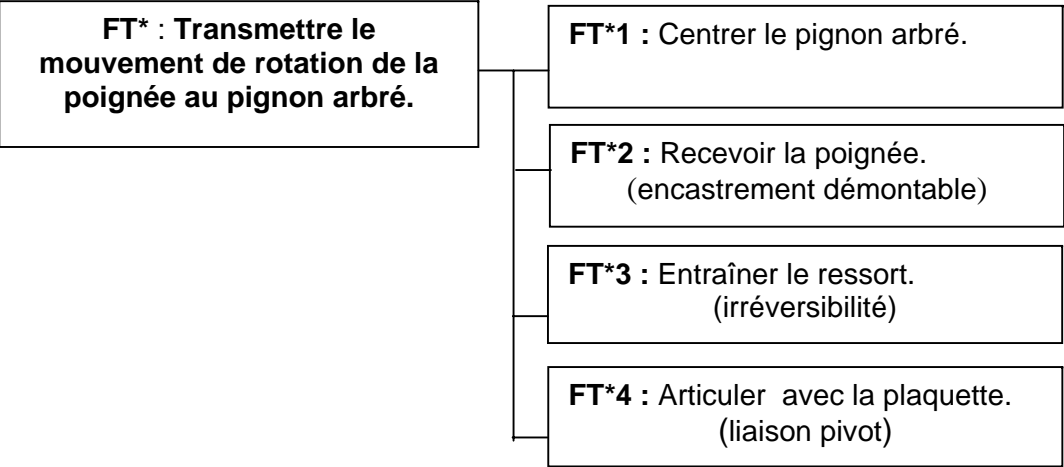 FT* : Transmettre le
mouvement de rotation de la
poignée au pignon arbré.
FT*1 : Centrer le pignon arbré.
FT*2 : Recevoir la poignée.
(encastrement démontable)
FT*3 : Entraîner le ressort.
(irréversibilité)
FT*4 : Articuler avec la plaquette.
(liaison pivot)